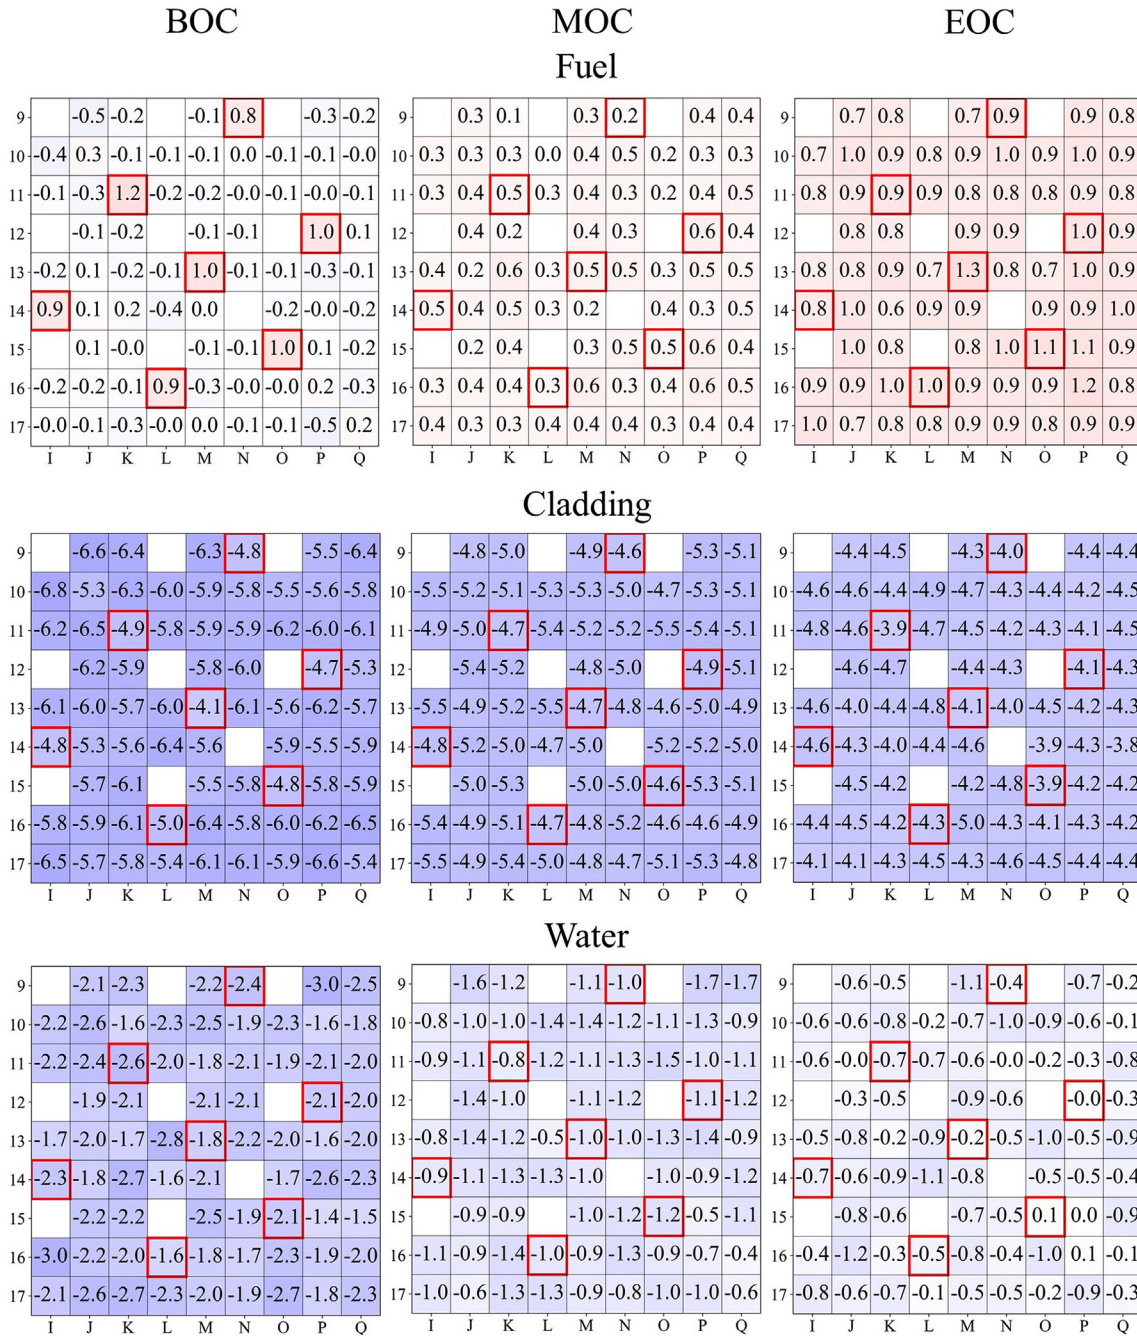 BOC MOC EOC
Fuel
9 -0.5 -0.2 -0.1 0.8 -0.3 -0.2 0.3 0.1 0.3 0.2 0.4 0.4 0.7 0.8 0.7 0.9 0.9 0.8
10 -0.4 0.3 -0.1 -0.1 -0.1 0.0 -0.1 -0.1 -0.0 0.3 0.3 0.3 0.0 0.4 0.5 0.2 0.3 0.3 0.7 1.0 0.9 0.8 0.9 1.0 0.9 1.0 0.9
11 -0.1 -0.3 1.2 -0.2 -0.2 -0.0 -0.1 -0.0 -0.1 0.3 0.4 0.5 0.3 0.4 0.3 0.2 0.4 0.5 0.8 0.9 0.9 0.9 0.8 0.8 0.8 0.9 0.8
12 -0.1 -0.2 -0.1 -0.1 1.0 0.1 0.4 0.2 0.4 0.3 0.6 0.4 0.8 0.8 0.9 0.9 1.0 0.9
13 -0.2 0.1 -0.2 -0.1 1.0 -0.1 -0.1 -0.3 -0.1 0.4 0.2 0.6 0.3 0.5 0.5 0.3 0.5 0.5 0.8 0.8 0.9 0.7 1.3 0.8 0.7 1.0 0.9
14 0.9 0.1 0.2 -0.4 0.0 -0.2 -0.0 -0.2 0.5 0.4 0.5 0.3 0.2 0.4 0.3 0.5 0.8 1.0 0.6 0.9 0.9 0.9 0.9 1.0
15 0.1 -0.0 -0.1 -0.1 1.0 0.1 -0.2 0.2 0.4 0.3 0.5 0.5 0.6 0.4 1.0 0.8 0.8 1.0 1.1 1.1 0.9
16 -0.2 -0.2 -0.1 0.9 -0.3 -0.0 -0.0 0.2 -0.3 0.3 0.4 0.4 0.3 0.6 0.3 0.4 0.6 0.5 0.9 0.9 1.0 1.0 0.9 0.9 0.9 1.2 0.8
17 -0.0 -0.1 -0.3 -0.0 0.0 -0.1 -0.1 -0.5 0.2 0.4 0.3 0.3 0.4 0.4 0.4 0.3 0.4 0.4 1.0 0.7 0.8 0.8 0.9 0.9 0.8 0.9 0.9
I J K L M N O P Q I J K L M N O P Q I J K L M N O P Q
Cladding
9 -6.6 -6.4 -6.3 -4.8 -5.5 -6.4 -4.8 -5.0 -4.9 -4.6 -5.3 -5.1 -4.4 -4.5 -4.3 -4.0 -4.4 -4.4
10 -6.8 -5.3 -6.3 -6.0 -5.9 -5.8 -5.5 -5.6 -5.8 -5.5 -5.2 -5.1 -5.3 -5.3 -5.0 -4.7 -5.3 -5.1 -4.6 -4.6 -4.4 -4.9 -4.7 -4.3 -4.4 -4.2 -4.5
11 -6.2 -6.5 -4.9 -5.8 -5.9 -5.9 -6.2 -6.0 -6.1 -4.9 -5.0 -4.7 -5.4 -5.2 -5.2 -5.5 -5.4 -5.1 -4.8 -4.6 -3.9 -4.7 -4.5 -4.2 -4.3 -4.1 -4.5
12 -6.2 -5.9 -5.8 -6.0 -4.7 -5.3 -5.4 -5.2 -4.8 -5.0 -4.9 -5.1 -4.6 -4.7 -4.4 -4.3 -4.1 -4.3
13 -6.1 -6.0 -5.7 -6.0 -4.1 -6.1 -5.6 -6.2 -5.7 -5.5 -4.9 -5.2 -5.5 -4.7 -4.8 -4.6 -5.0 -4.9 -4.6 -4.0 -4.4 -4.8 -4.1 -4.0 -4.5 -4.2 -4.3
14 -4.8 -5.3 -5.6 -6.4 -5.6 -5.9 -5.5 -5.9 -4.8 -5.2 -5.0 -4.7 -5.0 -5.2 -5.2 -5.0 -4.6 -4.3 -4.0 -4.4 -4.6 -3.9 -4.3 -3.8
15 -5.7 -6.1 -5.5 -5.8 -4.8 -5.8 -5.9 -5.0 -5.3 -5.0 -5.0 -4.6 -5.3 -5.1 -4.5 -4.2 -4.2 -4.8 -3.9 -4.2 -4.2
16 -5.8 -5.9 -6.1 -5.0 -6.4 -5.8 -6.0 -6.2 -6.5 -5.4 -4.9 -5.1 -4.7 -4.8 -5.2 -4.6 -4.6 -4.9 -4.4 -4.5 -4.2 -4.3 -5.0 -4.3 -4.1 -4.3 -4.2
17 -6.5 -5.7 -5.8 -5.4 -6.1 -6.1 -5.9 -6.6 -5.4 -5.5 -4.9 -5.4 -5.0 -4.8 -4.7 -5.1 -5.3 -4.8 -4.1 -4.1 -4.3 -4.5 -4.3 -4.6 -4.5 -4.4 -4.4
I J K L M N O P Q I J K L M N O P Q I J K L M N O P Q
Water
9 -2.1 -2.3 -2.2 -2.4 -3.0 -2.5 -1.6 -1.2 -1.1 -1.0 -1.7 -1.7 -0.6 -0.5 -1.1 -0.4 -0.7 -0.2
10 -2.2 -2.6 -1.6 -2.3 -2.5 -1.9 -2.3 -1.6 -1.8 -0.8 -1.0 -1.0 -1.4 -1.4 -1.2 -1.1 -1.3 -0.9 -0.6 -0.6 -0.8 -0.2 -0.7 -1.0 -0.9 -0.6 -0.1
11 -2.2 -2.4 -2.6 -2.0 -1.8 -2.1 -1.9 -2.1 -2.0 -0.9 -1.1 -0.8 -1.2 -1.1 -1.3 -1.5 -1.0 -1.1 -0.6 -0.0 -0.7 -0.7 -0.6 -0.0 -0.2 -0.3 -0.8
12 -1.9 -2.1 -2.1 -2.1 -2.1 -2.0 -1.4 -1.0 -1.1 -1.2 -1.1 -1.2 -0.3 -0.5 -0.9 -0.6 -0.0 -0.3
13 -1.7 -2.0 -1.7 -2.8 -1.8 -2.2 -2.0 -1.6 -2.0 -0.8 -1.4 -1.2 -0.5 -1.0 -1.0 -1.3 -1.4 -0.9 -0.5 -0.8 -0.2 -0.9 -0.2 -0.5 -1.0 -0.5 -0.9
14 -2.3 -1.8 -2.7 -1.6 -2.1 -1.7 -2.6 -2.3 -0.9 -1.1 -1.3 -1.3 -1.0 -1.0 -0.9 -1.2 -0.7 -0.6 -0.9 -1.1 -0.8 -0.5 -0.5 -0.4
15 -2.2 -2.2 -2.5 -1.9 -2.1 -1.4 -1.5 -0.9 -0.9 -1.0 -1.2 -1.2 -0.5 -1.1 -0.8 -0.6 -0.7 -0.5 0.1 0.0 -0.9
16 -3.0 -2.2 -2.0 -1.6 -1.8 -1.7 -2.3 -1.9 -2.0 -1.1 -0.9 -1.4 -1.0 -0.9 -1.3 -0.9 -0.7 -0.4 -0.4 -1.2 -0.3 -0.5 -0.8 -0.4 -1.0 0.1 -0.1
17 -2.1 -2.6 -2.7 -2.3 -2.0 -1.9 -2.7 -1.8 -2.3 -1.0 -0.6 -1.3 -1.3 -0.9 -0.8 -1.0 -1.0 -0.6 -0.8 -0.6 -0.7 -0.1 -0.5 -0.5 -0.2 -0.9 -0.3
I J K L M N O P Q I J K L M N O P Q I J K L M N O P Q